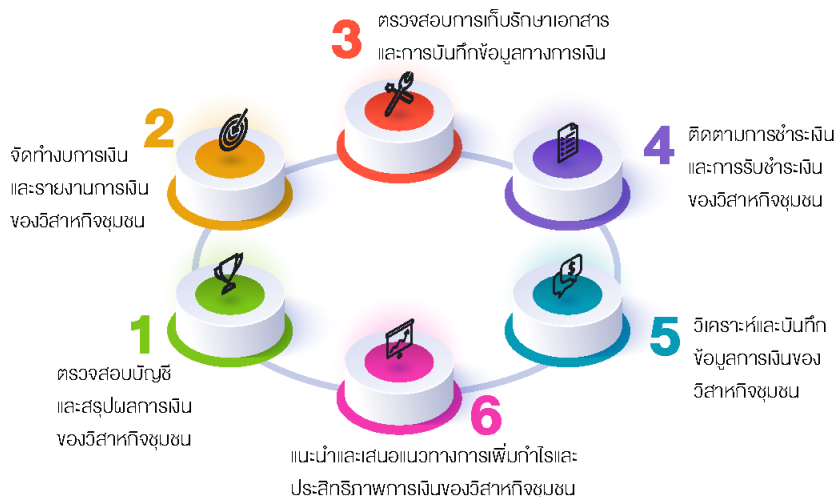 3
ตรวจสอบการเก็บรักษาเอกสาร
และการบันทึกข้อมูลทางการเงิน
2
จัดทำงบการเงิน
และรายงานการเงิน
ของวิสาหกิจชุมชน
4
ติดตามการชำระเงิน
และการรับชำระเงิน
ของวิสาหกิจชุมชน
1
ตรวจสอบบัญชี
และสรุปผลการเงิน
ของวิสาหกิจชุมชน
5
วิเคราะห์และบันทึก
ข้อมูลการเงินของ
วิสาหกิจชุมชน
6
แนะนำและเสนอแนวทางการเพิ่มกำไรและ
ประสิทธิภาพการเงินของวิสาหกิจชุมชน